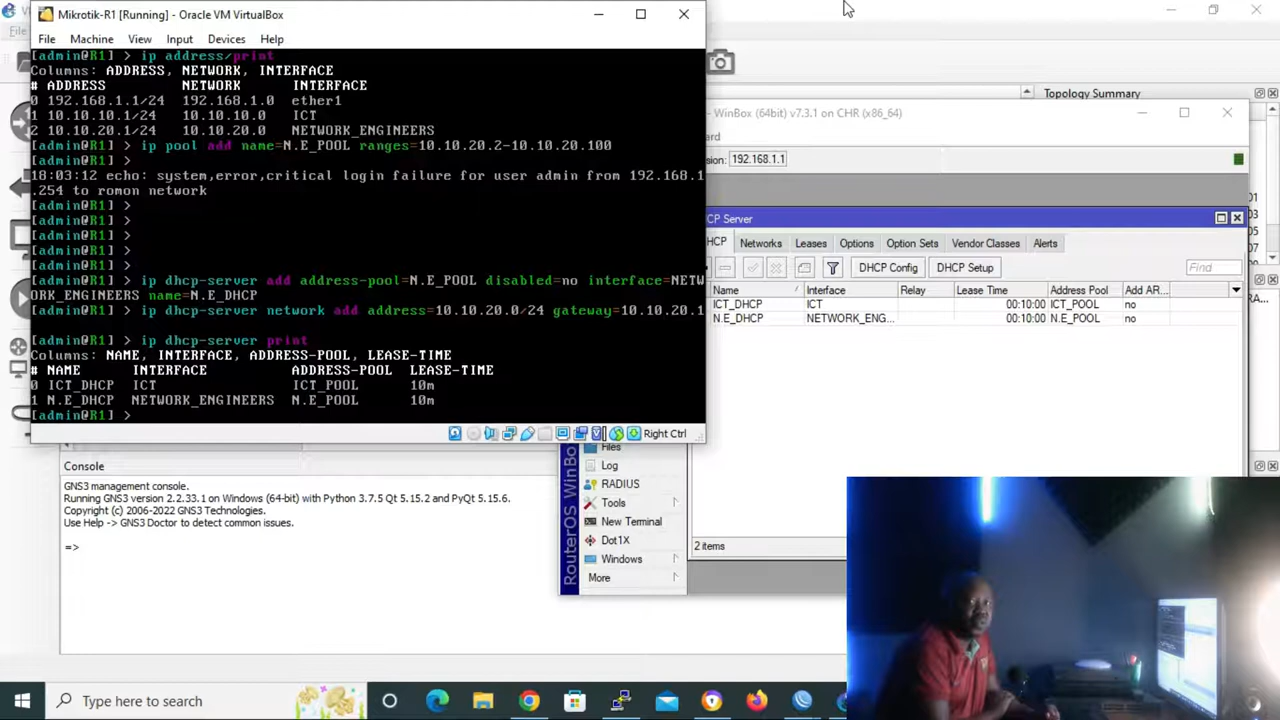 Mikrotik-R1 [Running] - Oracle VM VirtualBox
File Machine View Input Devices Help
[admin@R1] > ip address/print
Columns: ADDRESS, NETWORK, INTERFACE
# ADDRESS NETWORK INTERFACE
0 192.168.1.1/24 192.168.1.0 ether1
1 10.10.10.1/24 10.10.10.0 ICT
2 10.10.20.1/24 10.10.20.0 NETWORK_ENGINEERS
[admin@R1] > ip pool add name=N.E_POOL ranges=10.10.20.2-10.10.20.100
[admin@R1] >
18:03:12 echo: system,error,critical login failure for user admin from 192.168.1
.254 to romon network
[admin@R1] >
[admin@R1] >
[admin@R1] >
[admin@R1] >
[admin@R1] >
[admin@R1] > ip dhcp-server add address-pool=N.E_POOL disabled=no interface=NETW
ORK_ENGINEERS name=N.E_DHCP
[admin@R1] > ip dhcp-server network add address=10.10.20.0/24 gateway=10.10.20.1
[admin@R1] > ip dhcp-server print
Columns: NAME, INTERFACE, ADDRESS-POOL, LEASE-TIME
# NAME INTERFACE ADDRESS-POOL LEASE-TIME
0 ICT_DHCP ICT ICT_POOL 10m
1 N.E_DHCP NETWORK_ENGINEERS N.E_POOL 10m
[admin@R1] >
Right Ctrl
Topology Summary
- WinBox (64bit) v7.3.1 on CHR (x86_64)
192.168.1.1
CP Server
Networks Leases Options Option Sets Vendor Classes Alerts
DHCP Config DHCP Setup Find
Name Interface Relay Lease Time Address Pool Add AR...
ICT_DHCP ICT 00:10:00 ICT_POOL no
N.E_DHCP NETWORK_ENG... 00:10:00 N.E_POOL no
2 items
RouterOS WinBox
Files
Log
RADIUS
Tools
New Terminal
Dot1X
Windows
More
Console
GNS3 management console.
Running GNS3 version 2.2.33.1 on Windows (64-bit) with Python 3.7.5 Qt 5.15.2 and PyQt 5.15.6.
Copyright (c) 2006-2022 GNS3 Technologies.
Use Help -> GNS3 Doctor to detect common issues.
=>
Type here to search